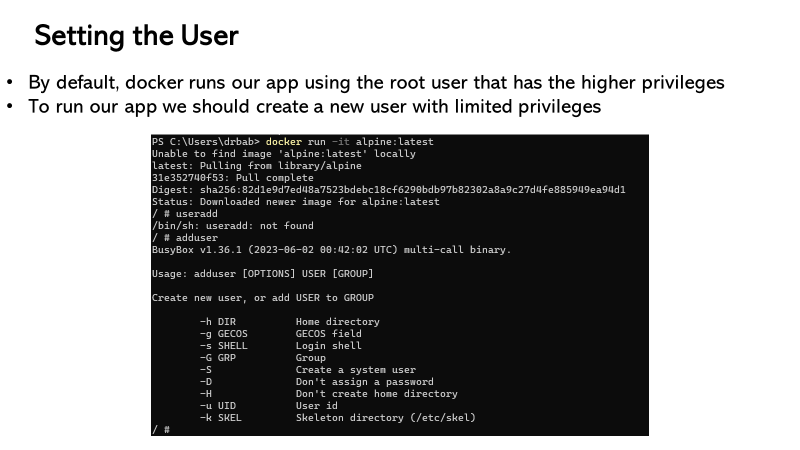 Setting the User
• By default, docker runs our app using the root user that has the higher privileges
• To run our app we should create a new user with limited privileges
PS C:\Users\drbab> docker run -it alpine:latest
Unable to find image 'alpine:latest' locally
latest: Pulling from library/alpine
31e352740f53: Pull complete
Digest: sha256:82d1e9d7ed48a7523bdebc18cf6290bdb97b82302a8a9c27d4fe885949ea94d1
Status: Downloaded newer image for alpine:latest
/ # useradd
/bin/sh: useradd: not found
/ # adduser
BusyBox v1.36.1 (2023-06-02 00:42:02 UTC) multi-call binary.
Usage: adduser [OPTIONS] USER [GROUP]
Create new user, or add USER to GROUP
-h DIR Home directory
-g GECOS GECOS field
-s SHELL Login shell
-G GRP Group
-S Create a system user
-D Don't assign a password
-H Don't create home directory
-u UID User id
-k SKEL Skeleton directory (/etc/skel)
/ #